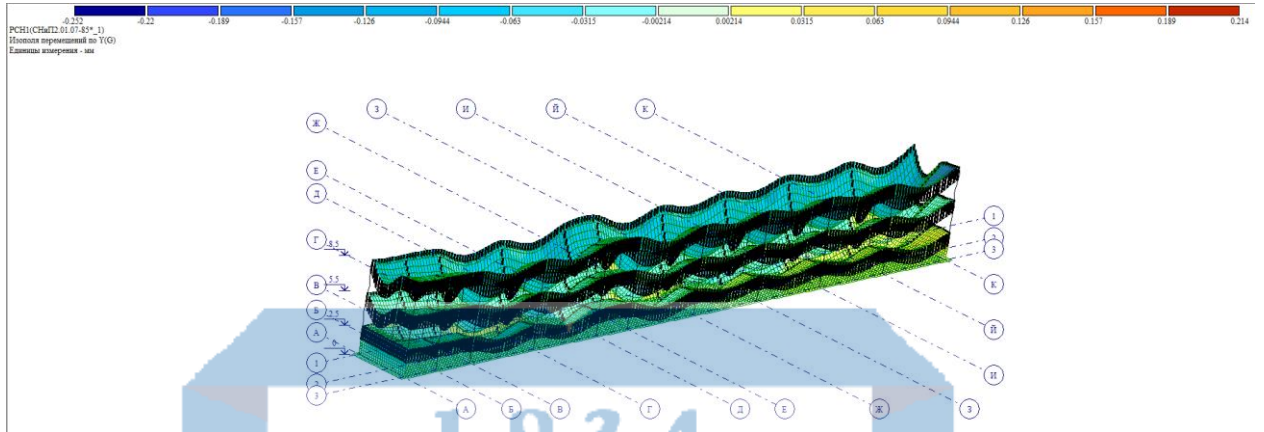 -0.252 -0.22 -0.189 -0.157 -0.126 -0.0944 -0.063 -0.0315 -0.00214 0.00214 0.0315 0.063 0.0944 0.126 0.157 0.189 0.214
РСН1(СНиП2.01.07-85*_1)
Изополя перемещений по Y(G)
Единицы измерения - мм
З И Й К
Ж
Е
Д
Г 8.5
В 5.5
Б 2.5
А 0
1
2
3
1
2
3
К
Й
И
А Б В Г Д Е Ж З
1934